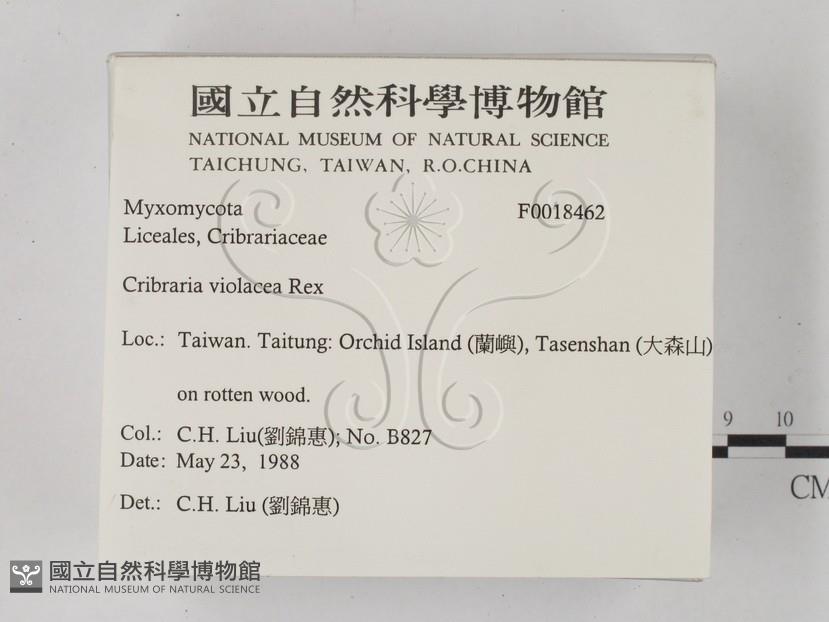 國立自然科學博物館
NATIONAL MUSEUM OF NATURAL SCIENCE
TAICHUNG, TAIWAN, R.O.CHINA
Myxomycota F0018462
Liceales, Cribrariaceae
Cribraria violacea Rex
Loc.: Taiwan. Taitung: Orchid Island (蘭嶼), Tasenshan (大森山)
on rotten wood.
Col.: C.H. Liu(劉錦惠); No. B827
Date: May 23, 1988
Det.: C.H. Liu (劉錦惠)
9 10
CM
國立自然科學博物館
NATIONAL MUSEUM OF NATURAL SCIENCE